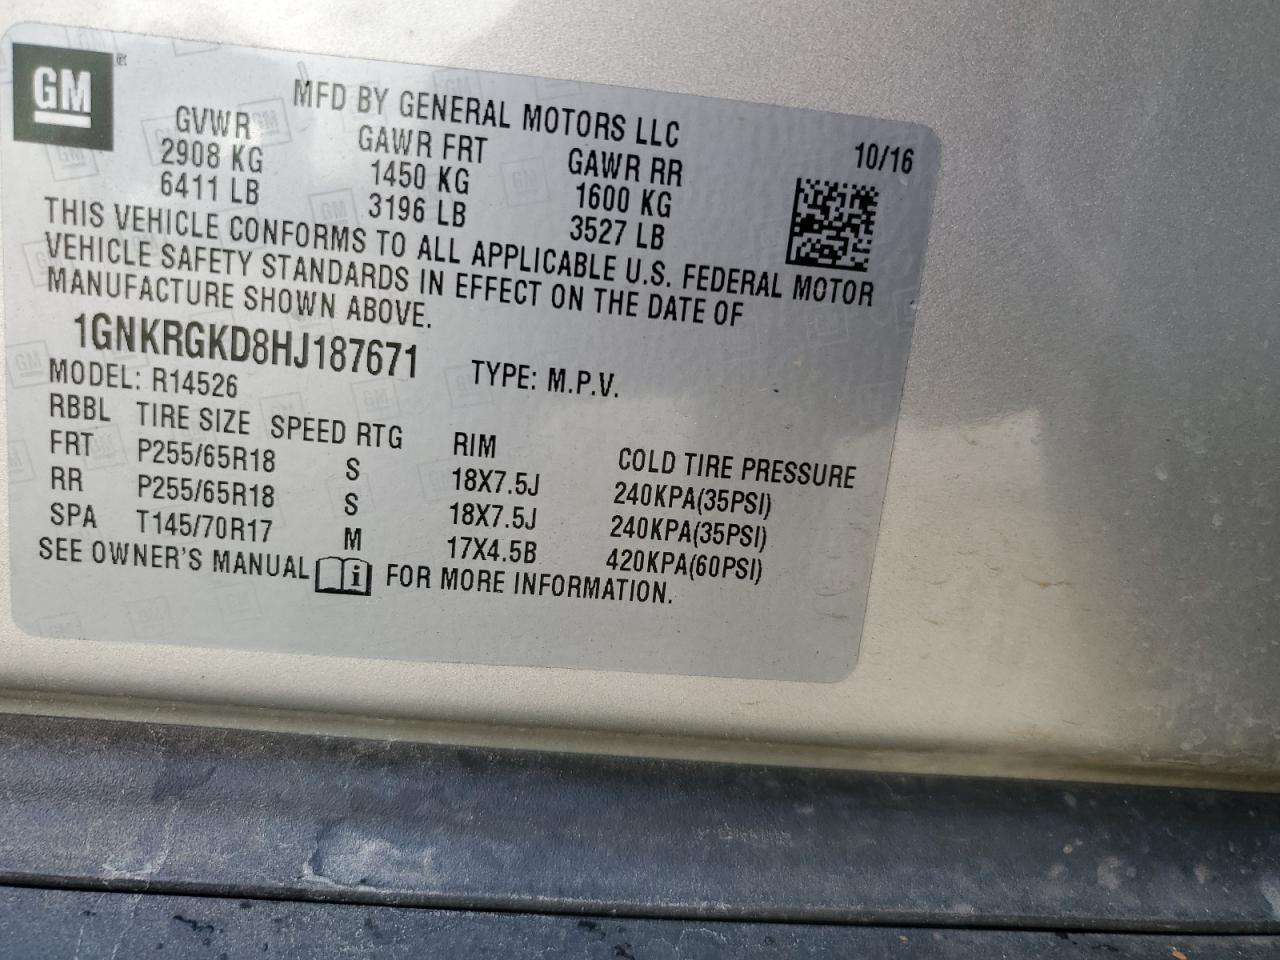 GM ®
MFD BY GENERAL MOTORS LLC
10/16
GVWR GAWR FRT GAWR RR
2908 KG 1450 KG 1600 KG
6411 LB 3196 LB 3527 LB
THIS VEHICLE CONFORMS TO ALL APPLICABLE U.S. FEDERAL MOTOR
VEHICLE SAFETY STANDARDS IN EFFECT ON THE DATE OF
MANUFACTURE SHOWN ABOVE.
1GNKRGKD8HJ187671 TYPE: M.P.V.
MODEL: R14526
RBBL TIRE SIZE SPEED RTG RIM COLD TIRE PRESSURE
FRT P255/65R18 S 18X7.5J 240KPA(35PSI)
RR P255/65R18 S 18X7.5J 240KPA(35PSI)
SPA T145/70R17 M 17X4.5B 420KPA(60PSI)
SEE OWNER'S MANUAL i FOR MORE INFORMATION.